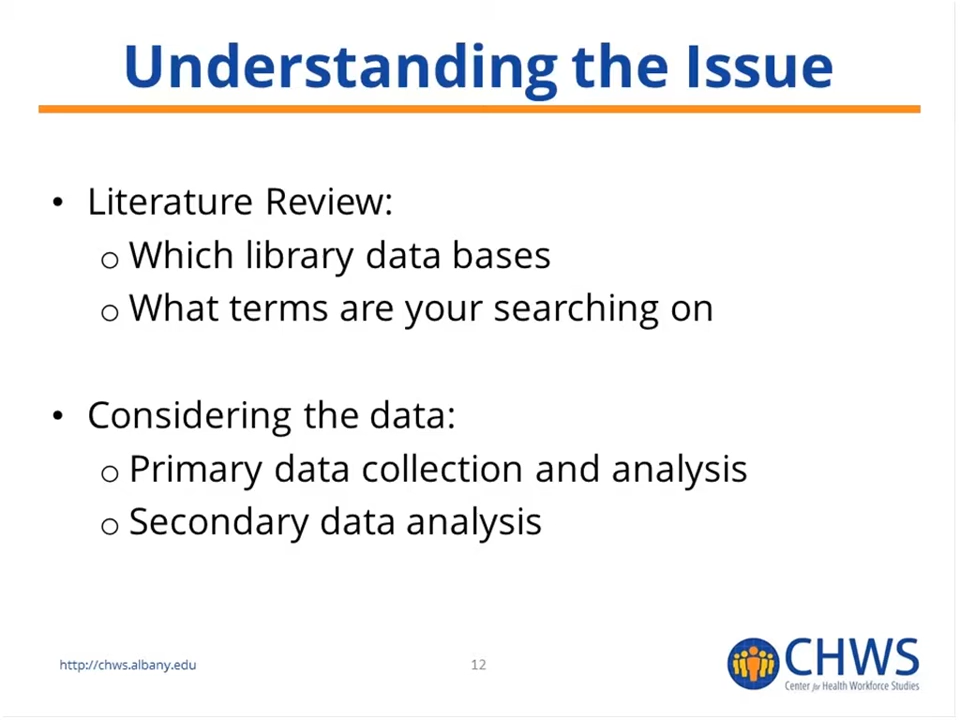 Understanding the Issue
• Literature Review:
o Which library data bases
o What terms are your searching on
• Considering the data:
o Primary data collection and analysis
o Secondary data analysis
http://chws.albany.edu
12
CHWS
Center for Health Workforce Studies